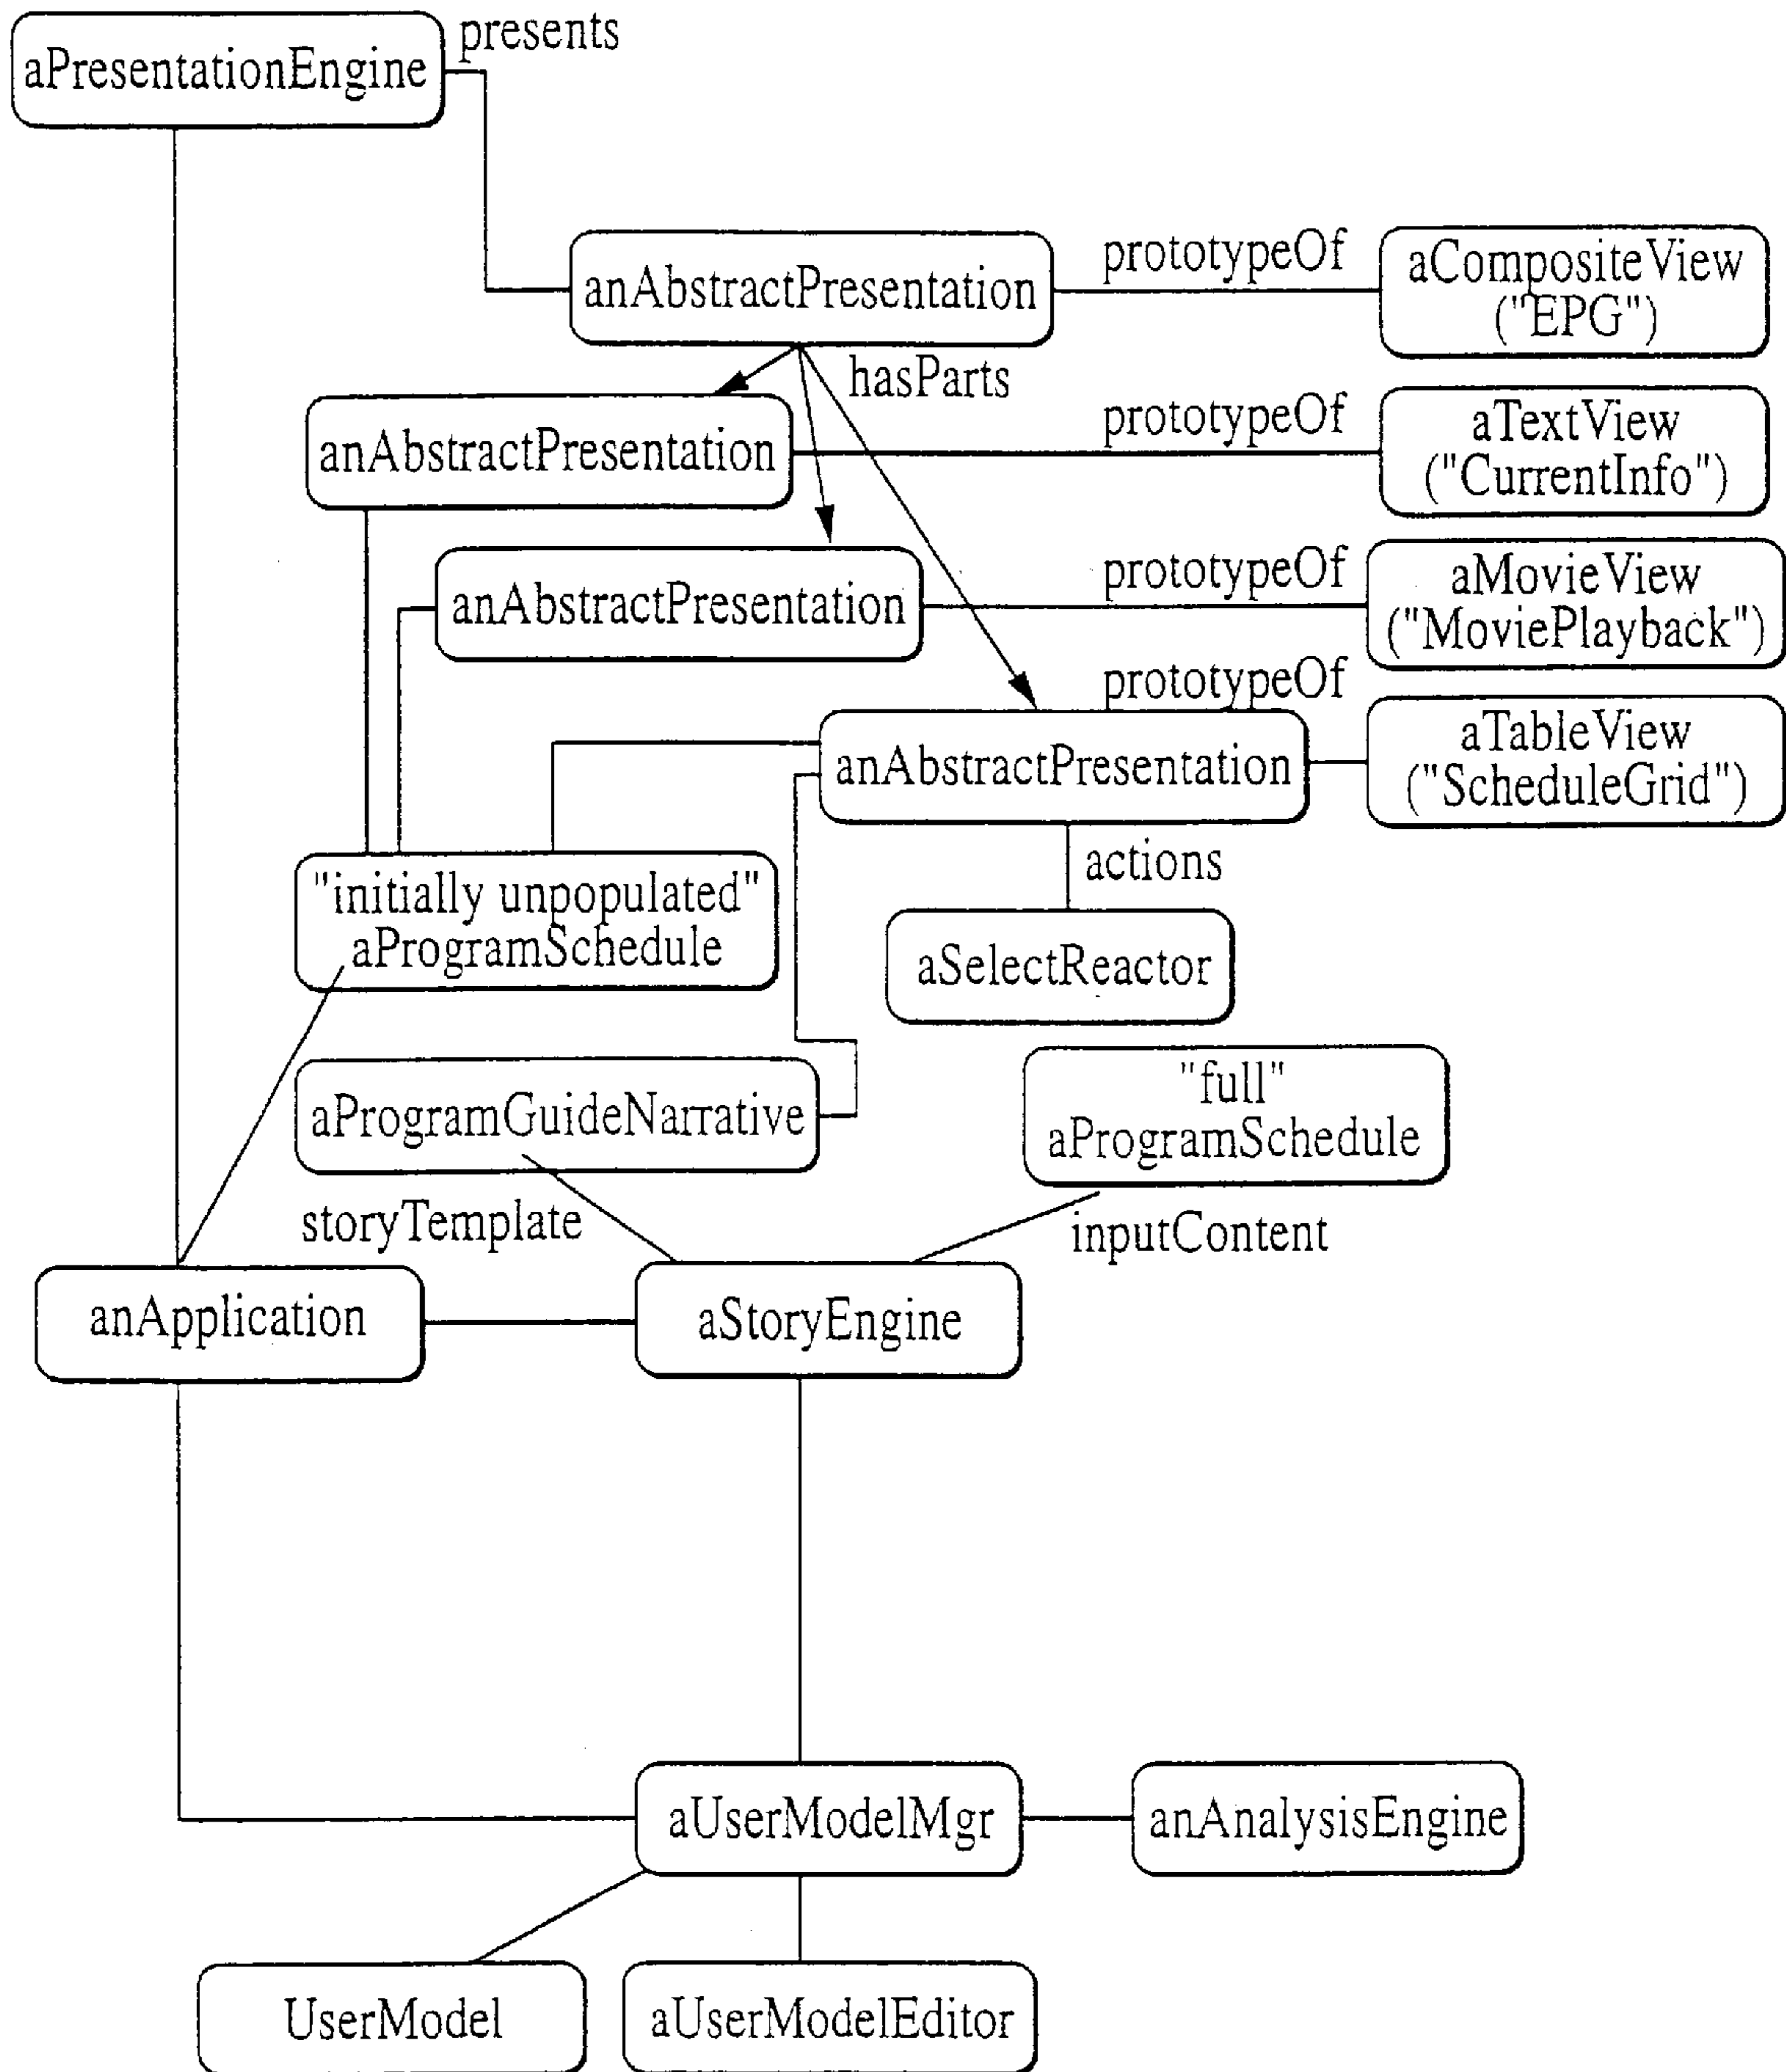 presents
aPresentationEngine
prototypeOf
aCompositeView
("EPG")
anAbstractPresentation
hasParts
prototypeOf
aTextView
("CurrentInfo")
anAbstractPresentation
prototypeOf
aMovieView
("MoviePlayback")
anAbstractPresentation
prototypeOf
aTableView
("ScheduleGrid")
anAbstractPresentation
actions
"initially unpopulated"
aProgramSchedule
aSelectReactor
"full"
aProgramSchedule
aProgramGuideNarrative
storyTemplate
inputContent
anApplication
aStoryEngine
aUserModelMgr
anAnalysisEngine
UserModel
aUserModelEditor